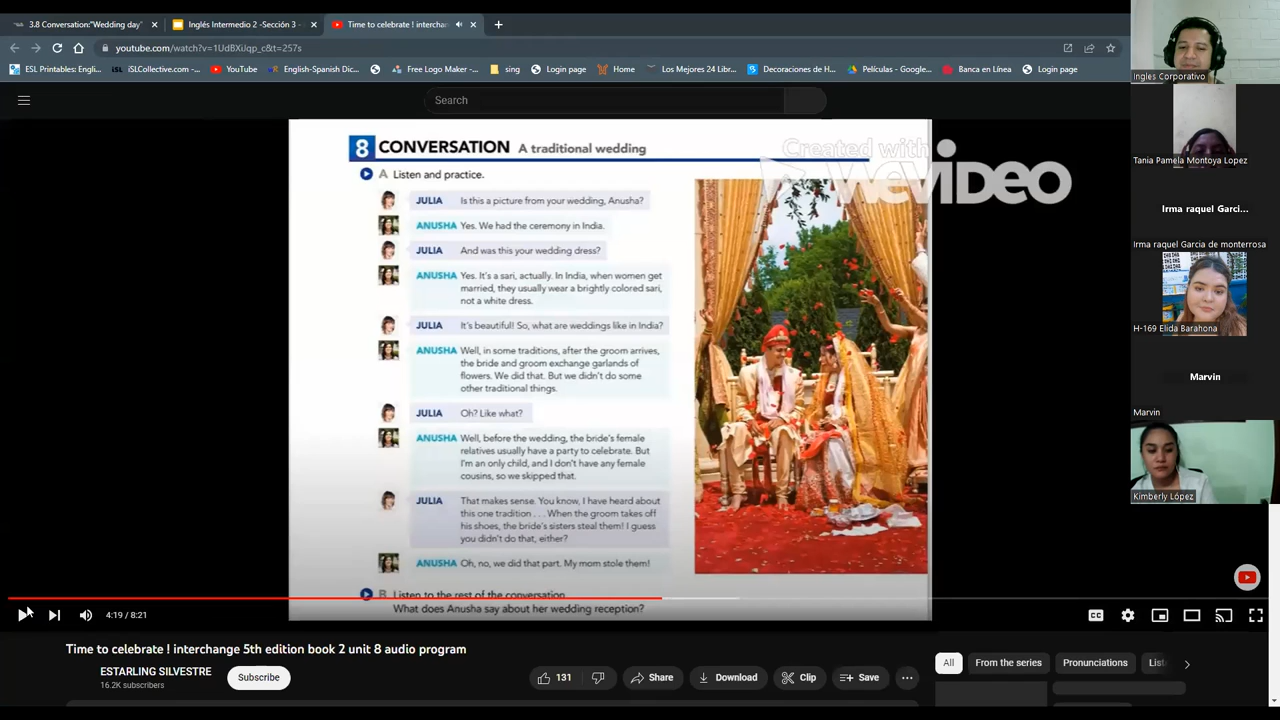 3.8 Conversation:"Wedding day"
Inglés Intermedio 2 -Sección 3 -
Time to celebrate ! interchan
youtube.com/watch?v=1UdBXiJqp_c&t=257s
ESL Printables: Engli...
iSL
iSLCollective.com -...
YouTube
English-Spanish Dic...
Free Logo Maker -...
sing
Login page
Home
Los Mejores 24 Libr...
Decoraciones de H...
Películas - Google...
Banca en Línea
Login page
Search
8 CONVERSATION A traditional wedding
Created with
WEVIDEO
A Listen and practice.
JULIA Is this a picture from your wedding, Anusha?
ANUSHA Yes. We had the ceremony in India.
JULIA And was this your wedding dress?
ANUSHA Yes. It's a sari, actually. In India, when women get
married, they usually wear a brightly colored sari,
not a white dress.
JULIA It's beautiful! So, what are weddings like in India?
ANUSHA Well, in some traditions, after the groom arrives,
the bride and groom exchange garlands of
flowers. We did that. But we didn't do some
other traditional things.
JULIA Oh? Like what?
ANUSHA Well, before the wedding, the bride's female
relatives usually have a party to celebrate. But
I'm an only child, and I don't have any female
cousins, so we skipped that.
JULIA That makes sense. You know, I have heard about
this one tradition . . . When the groom takes off
his shoes, the bride's sisters steal them! I guess
you didn't do that, either?
ANUSHA Oh, no, we did that part. My mom stole them!
B Listen to the rest of the conversation.
What does Anusha say about her wedding reception?
4:19 / 8:21
Time to celebrate ! interchange 5th edition book 2 unit 8 audio program
ESTARLING SILVESTRE
16.2K subscribers
Subscribe
131
Share
Download
Clip
Save
All
From the series
Pronunciations
List
Ingles Corporativo
Tania Pamela Montoya Lopez
Irma raquel Garci...
Irma raquel Garcia de monterrosa
H-169 Elida Barahona
Marvin
Marvin
Kimberly López